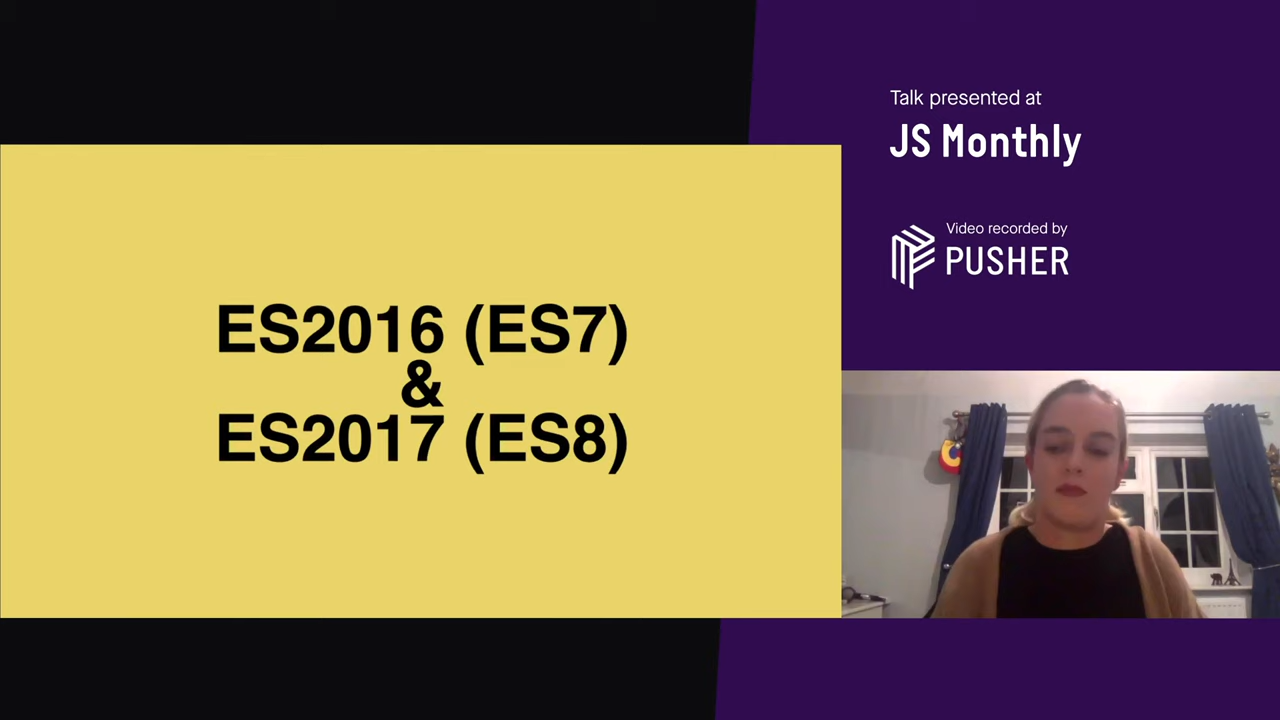 Talk presented at
JS Monthly
Video recorded by
PUSHER
ES2016 (ES7)
&
ES2017 (ES8)